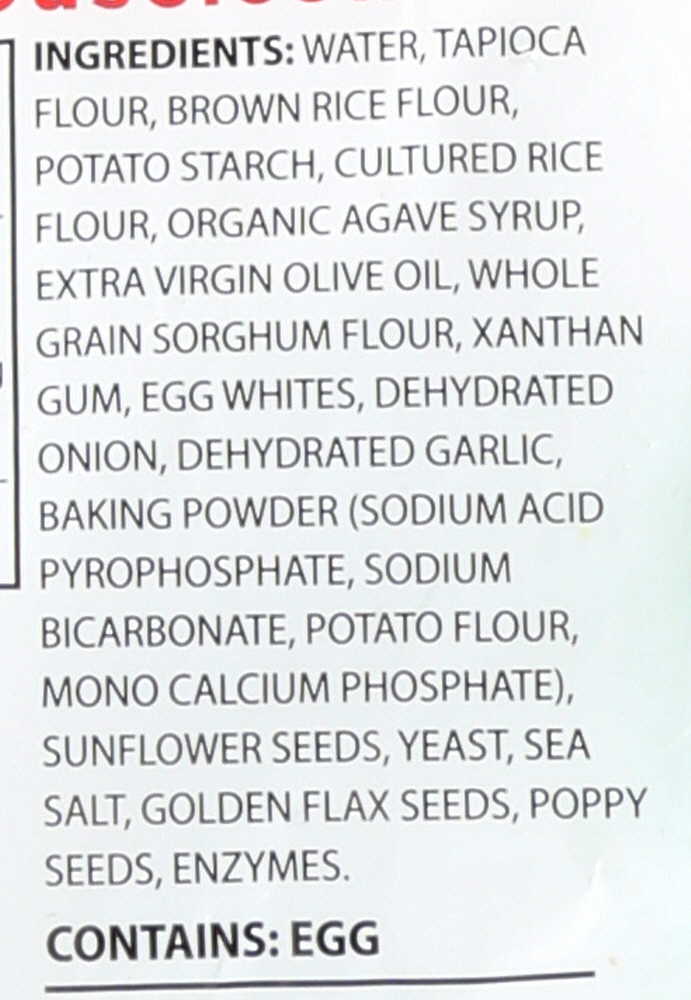 INGREDIENTS: WATER, TAPIOCA
FLOUR, BROWN RICE FLOUR,
POTATO STARCH, CULTURED RICE
FLOUR, ORGANIC AGAVE SYRUP,
EXTRA VIRGIN OLIVE OIL, WHOLE
GRAIN SORGHUM FLOUR, XANTHAN
GUM, EGG WHITES, DEHYDRATED
ONION, DEHYDRATED GARLIC,
BAKING POWDER (SODIUM ACID
PYROPHOSPHATE, SODIUM
BICARBONATE, POTATO FLOUR,
MONO CALCIUM PHOSPHATE),
SUNFLOWER SEEDS, YEAST, SEA
SALT, GOLDEN FLAX SEEDS, POPPY
SEEDS, ENZYMES.
CONTAINS: EGG